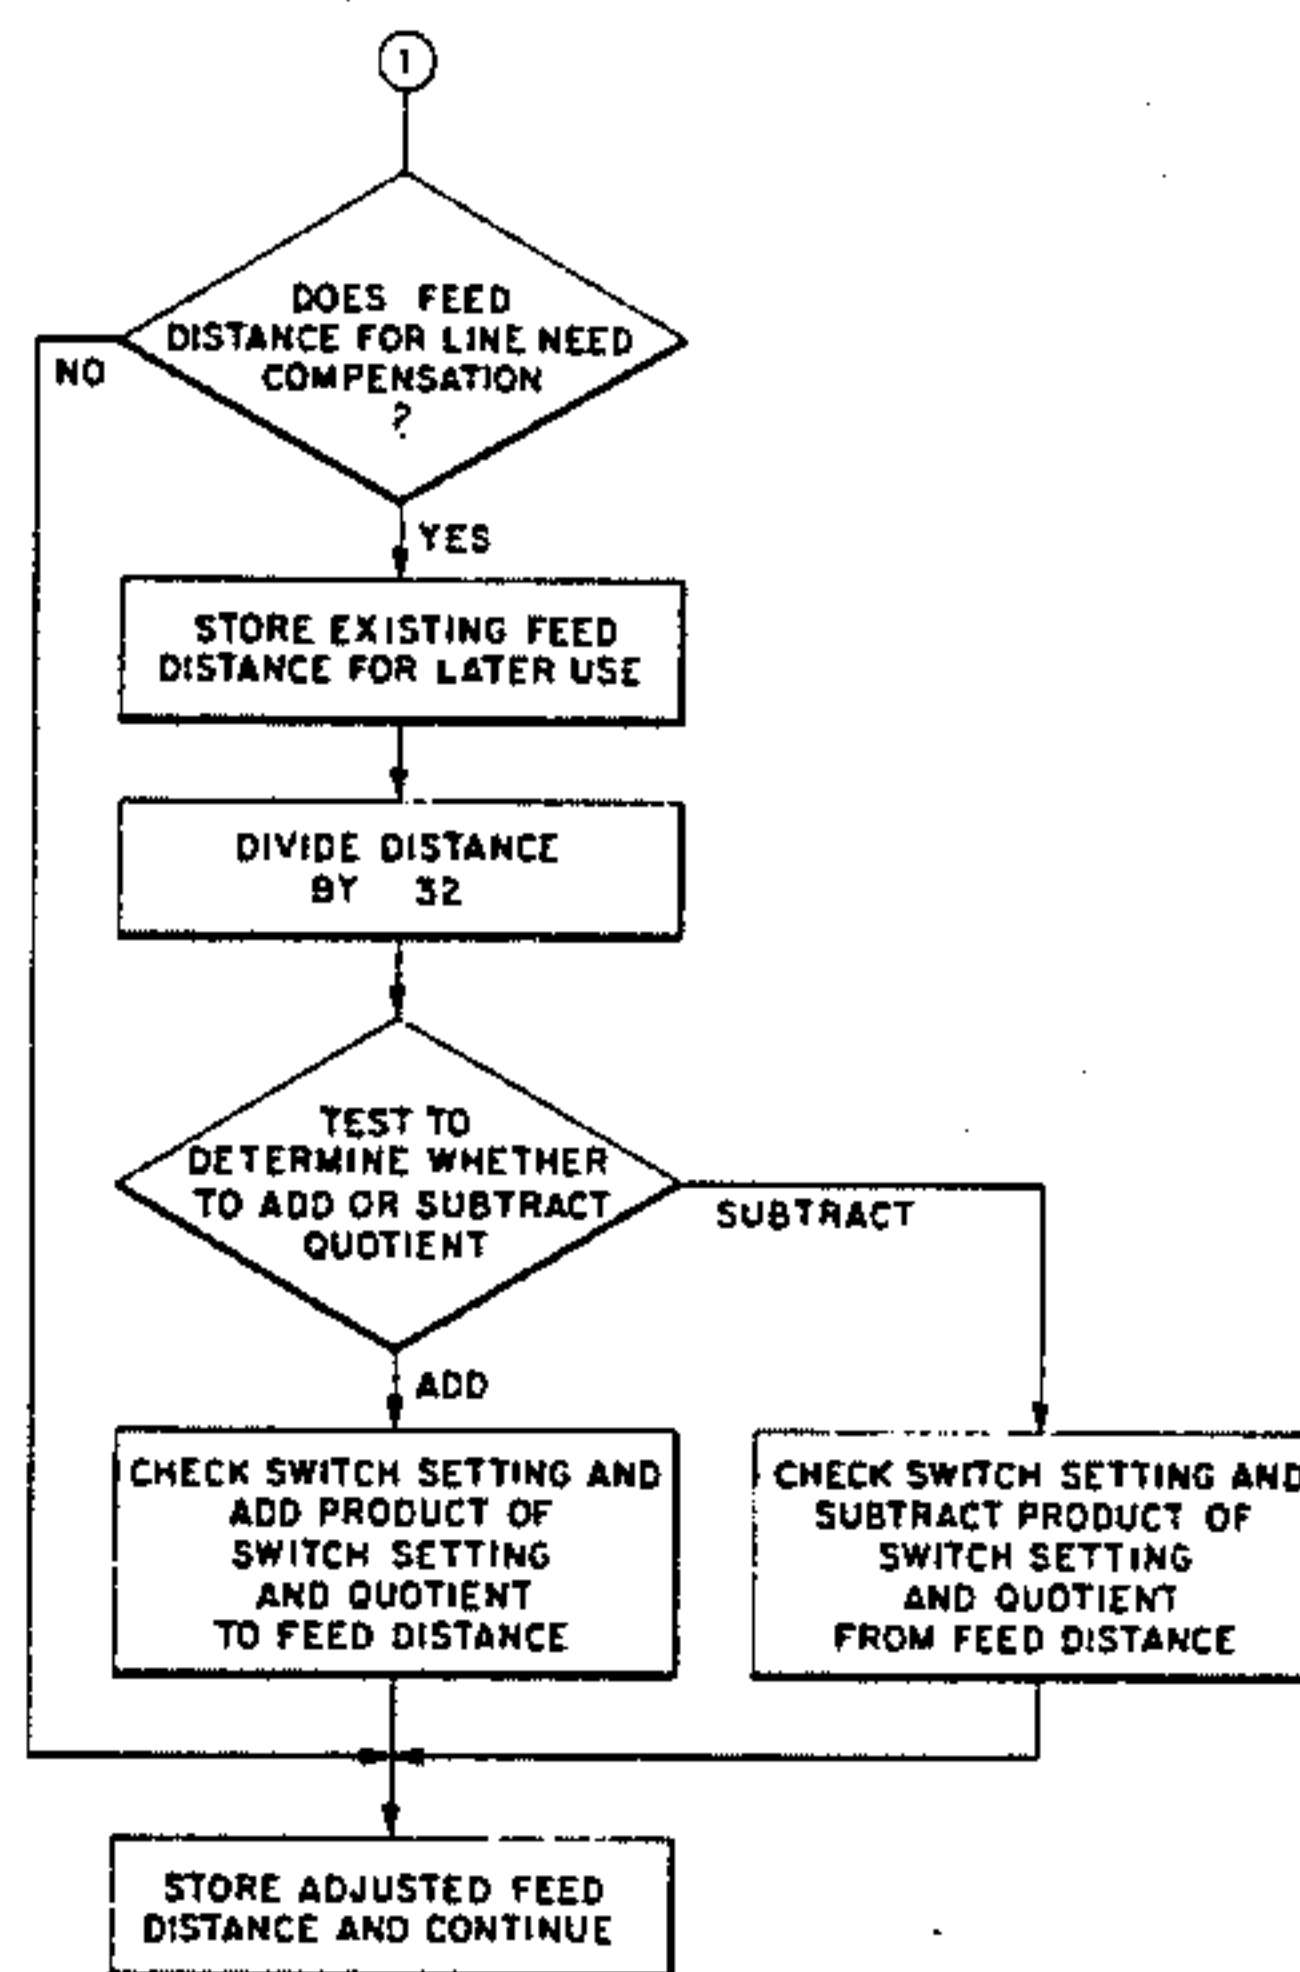 1
DOES FEED
DISTANCE FOR LINE NEED
COMPENSATION
?
NO
YES
STORE EXISTING FEED
DISTANCE FOR LATER USE
DIVIDE DISTANCE
BY 32
TEST TO
DETERMINE WHETHER
TO ADD OR SUBTRACT
QUOTIENT
SUBTRACT
ADD
CHECK SWITCH SETTING AND
ADD PRODUCT OF
SWITCH SETTING
AND QUOTIENT
TO FEED DISTANCE
CHECK SWITCH SETTING AND
SUBTRACT PRODUCT OF
SWITCH SETTING
AND QUOTIENT
FROM FEED DISTANCE
STORE ADJUSTED FEED
DISTANCE AND CONTINUE